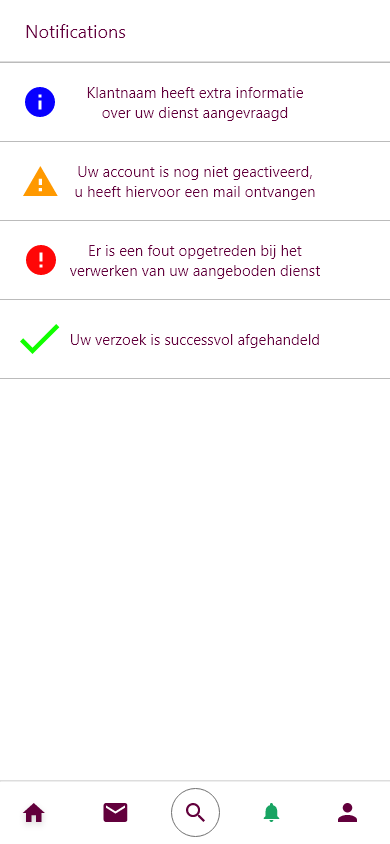 Notifications
Klantnaam heeft extra informatie
over uw dienst aangevraagd
Uw account is nog niet geactiveerd,
u heeft hiervoor een mail ontvangen
Er is een fout opgetreden bij het
verwerken van uw aangeboden dienst
Uw verzoek is successvol afgehandeld